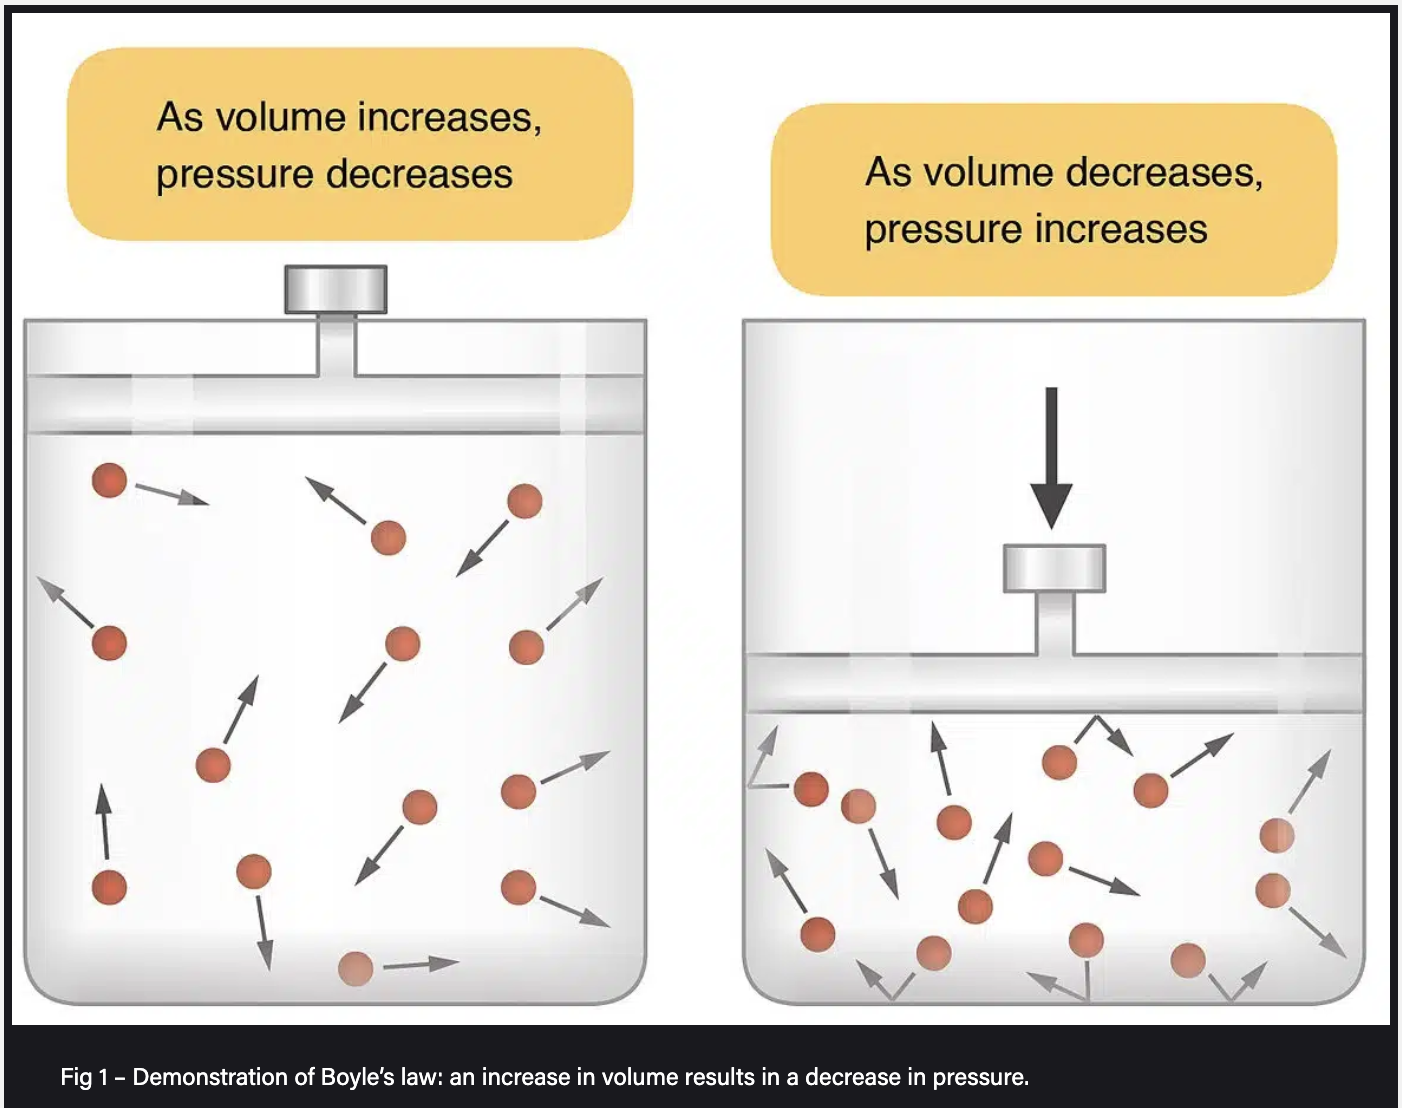 As volume increases,
pressure decreases
As volume decreases,
pressure increases
Fig 1 – Demonstration of Boyle’s law: an increase in volume results in a decrease in pressure.